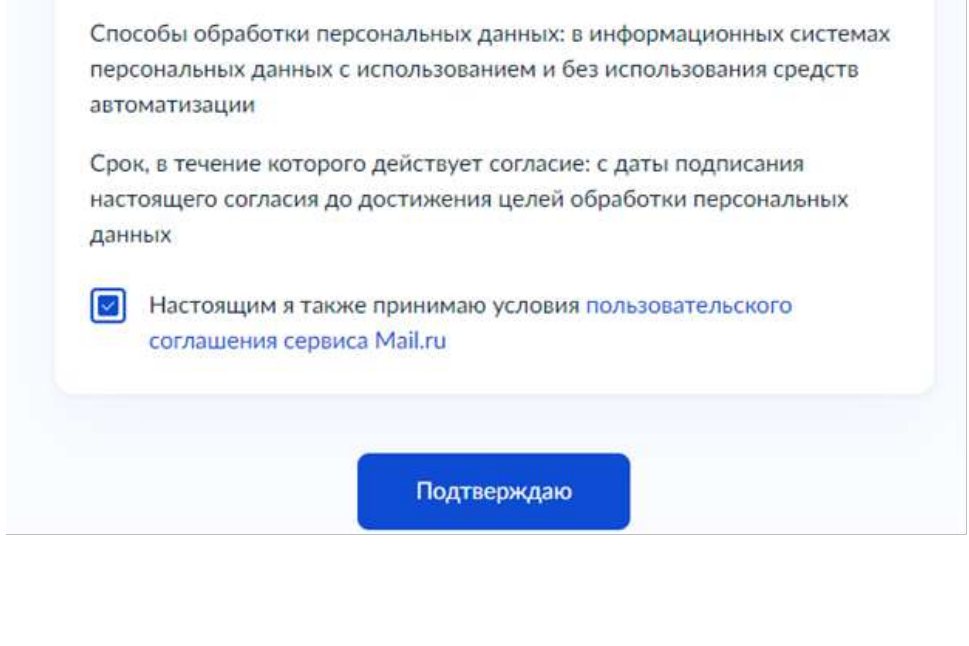 Способы обработки персональных данных: в информационных системах
персональных данных с использованием и без использования средств
автоматизации
Срок, в течение которого действует согласие: с даты подписания
настоящего согласия до достижения целей обработки персональных
данных
Настоящим я также принимаю условия пользовательского
соглашения сервиса Mail.ru
Подтверждаю